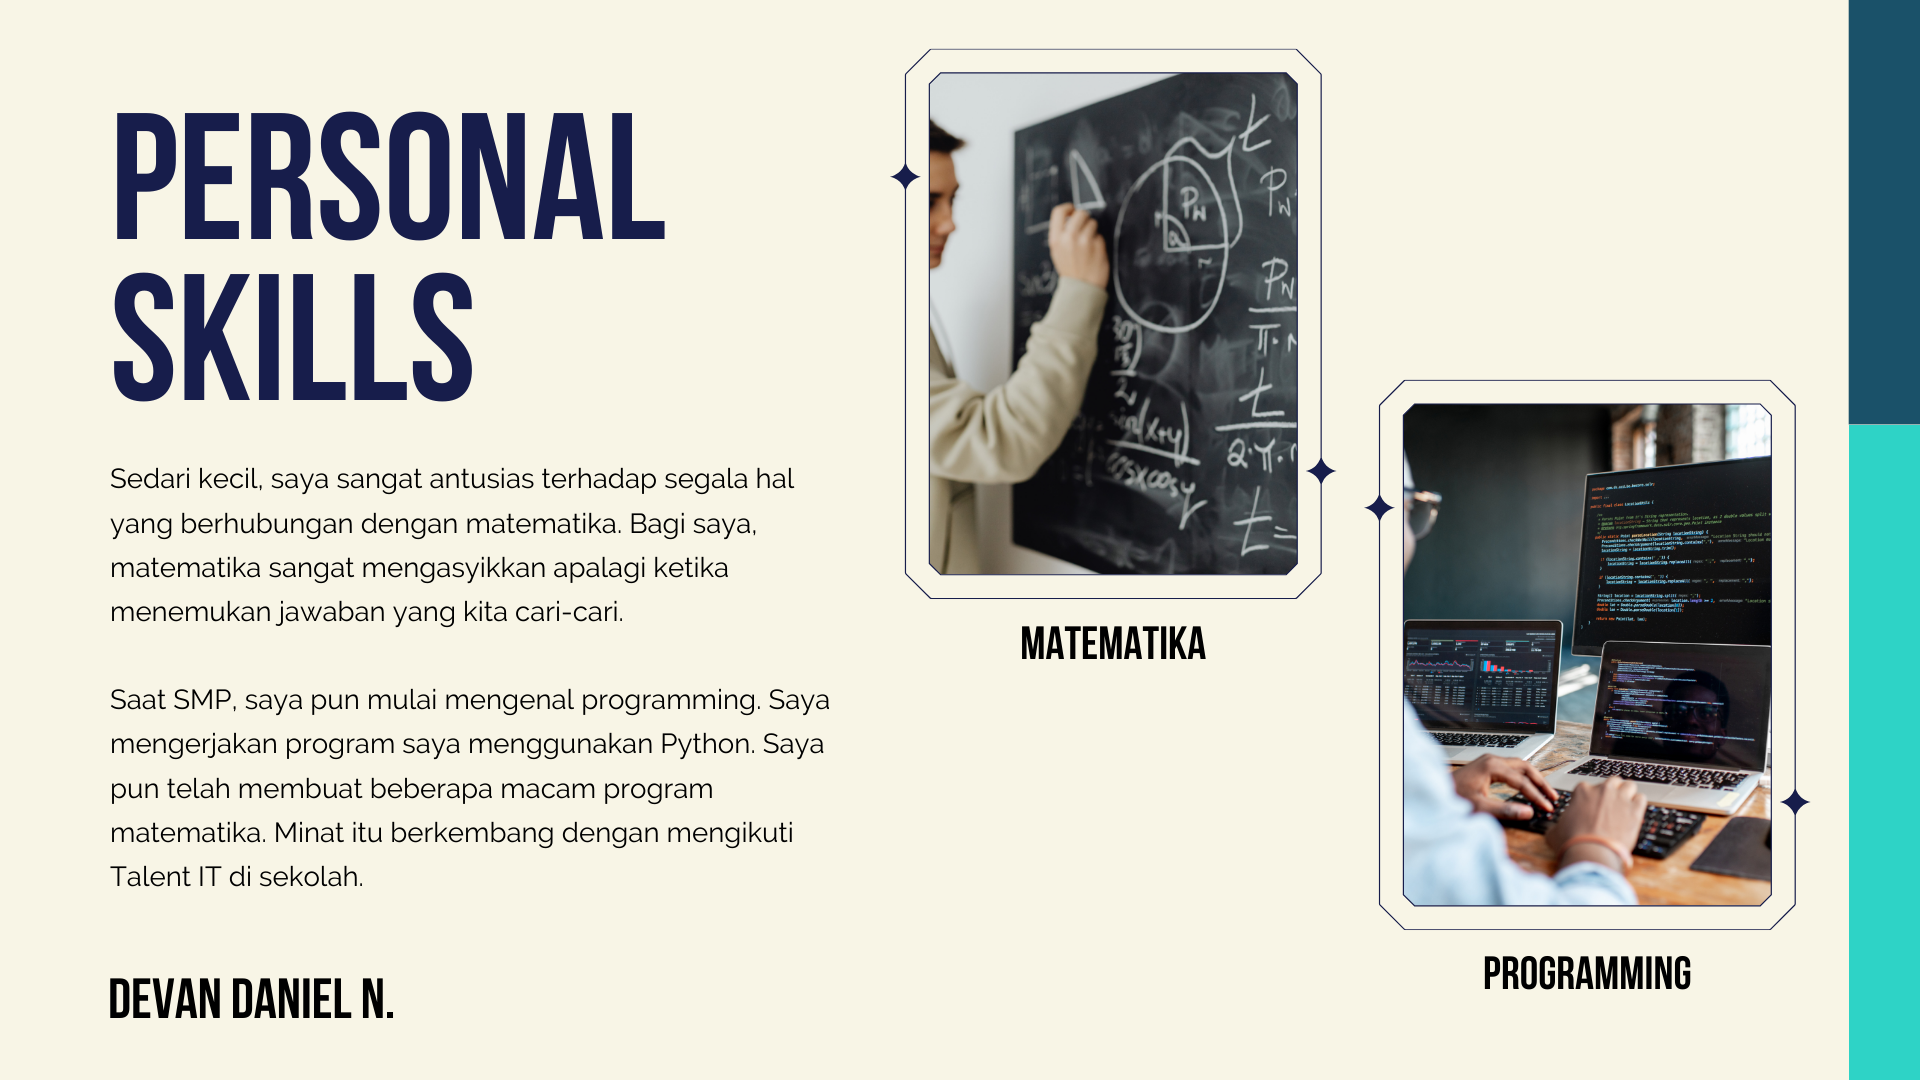 PERSONAL
SKILLS
Sedari kecil, saya sangat antusias terhadap segala hal
yang berhubungan dengan matematika. Bagi saya,
matematika sangat mengasyikkan apalagi ketika
menemukan jawaban yang kita cari-cari.
Saat SMP, saya pun mulai mengenal programming. Saya
mengerjakan program saya menggunakan Python. Saya
pun telah membuat beberapa macam program
matematika. Minat itu berkembang dengan mengikuti
Talent IT di sekolah.
DEVAN DANIEL N.
MATEMATIKA
PROGRAMMING